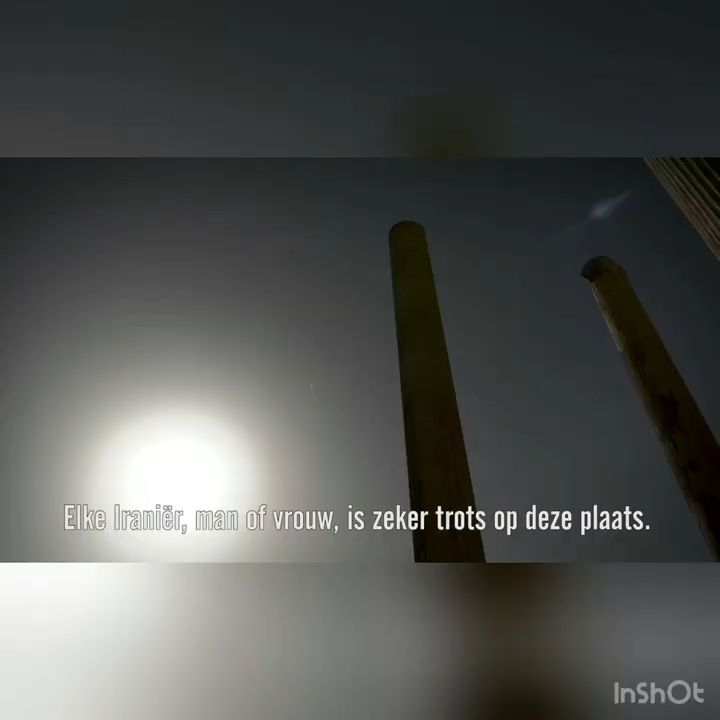 Elke Iraniër, man of vrouw, is zeker trots op deze plaats.
InShOt